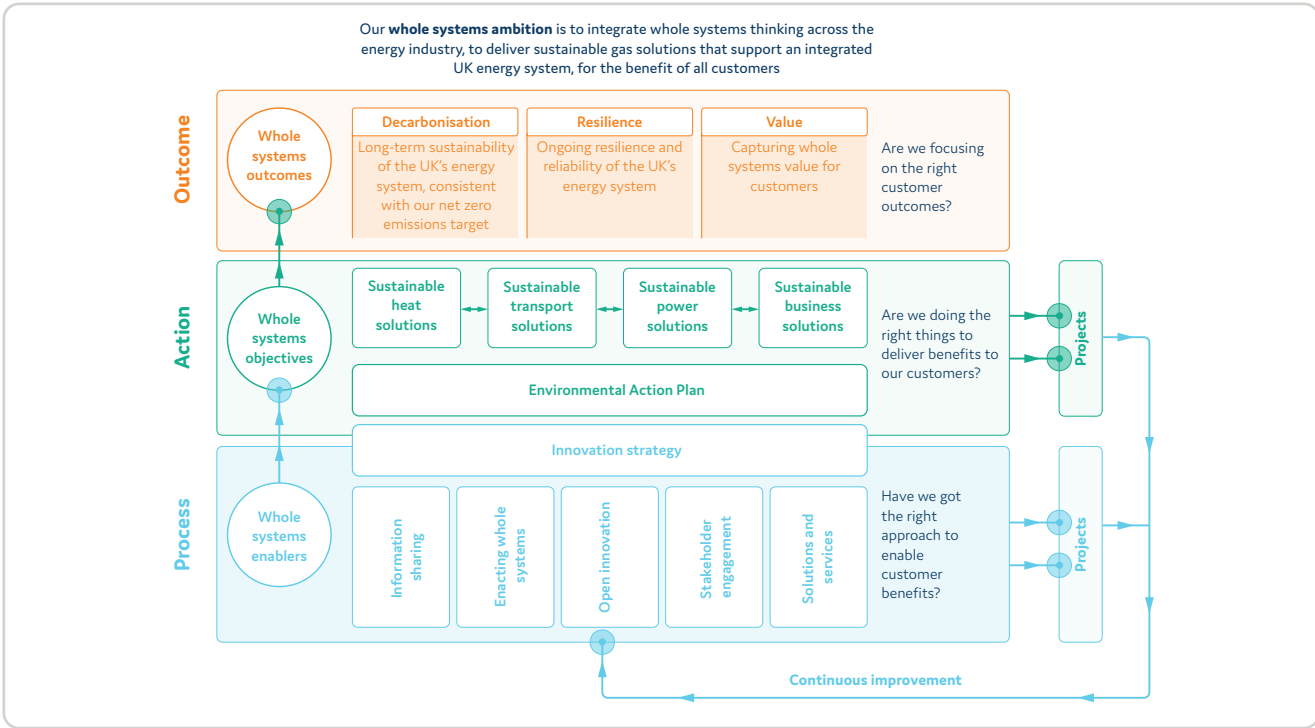 Our whole systems ambition is to integrate whole systems thinking across the
energy industry, to deliver sustainable gas solutions that support an integrated
UK energy system, for the benefit of all customers
Outcome
Whole
systems
outcomes
Decarbonisation
Long-term sustainability
of the UK's energy
system, consistent
with our net zero
emissions target
Resilience
Ongoing resilience and
reliability of the UK's
energy system
Value
Capturing whole
systems value for
customers
Are we focusing
on the right
customer
outcomes?
Action
Whole
systems
objectives
Sustainable
heat
solutions
Sustainable
transport
solutions
Sustainable
power
solutions
Sustainable
business
solutions
Environmental Action Plan
Are we doing the
right things to
deliver benefits to
our customers?
Projects
Innovation strategy
Process
Whole
systems
enablers
Information
sharing
Enacting whole
systems
Open innovation
Stakeholder
engagement
Solutions and
services
Have we got
the right
approach to
enable
customer
benefits?
Projects
Continuous improvement